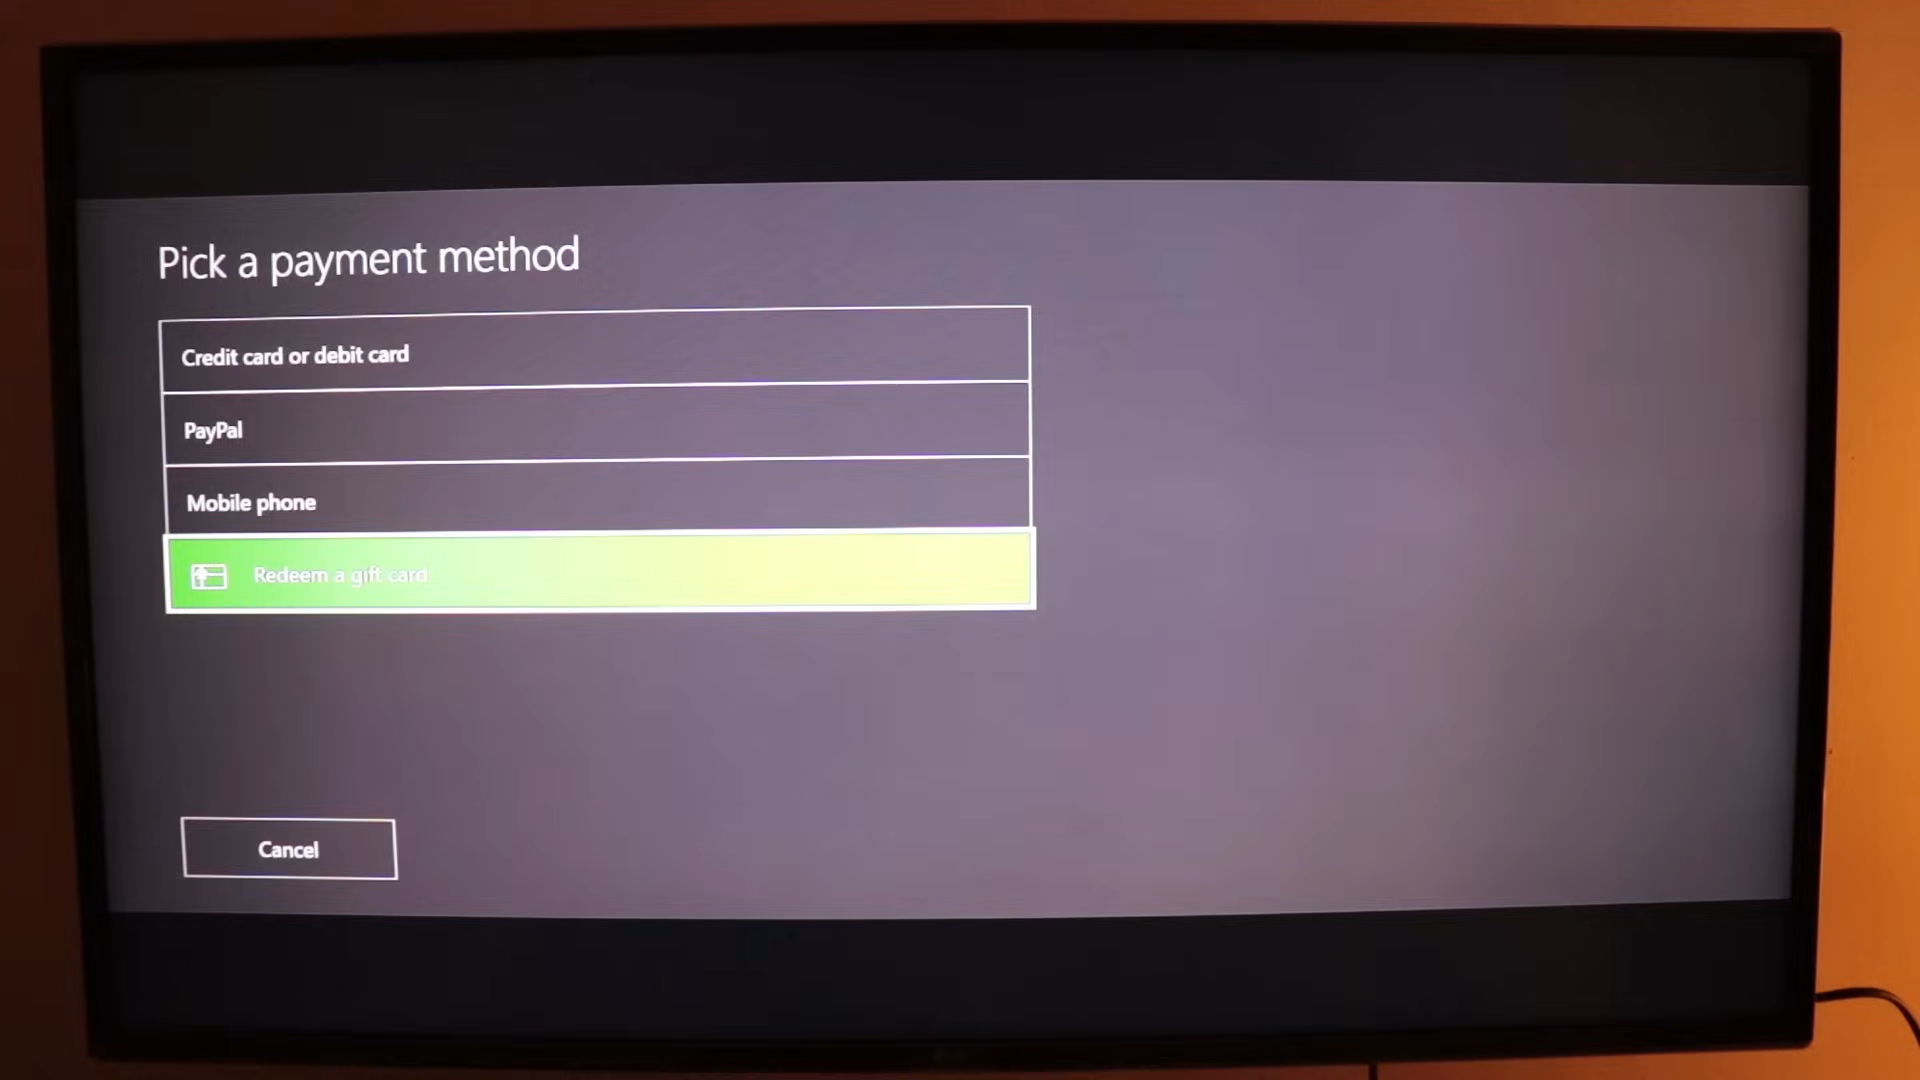 Pick a payment method
Credit card or debit card
PayPal
Mobile phone
Redeem a gift card
Cancel